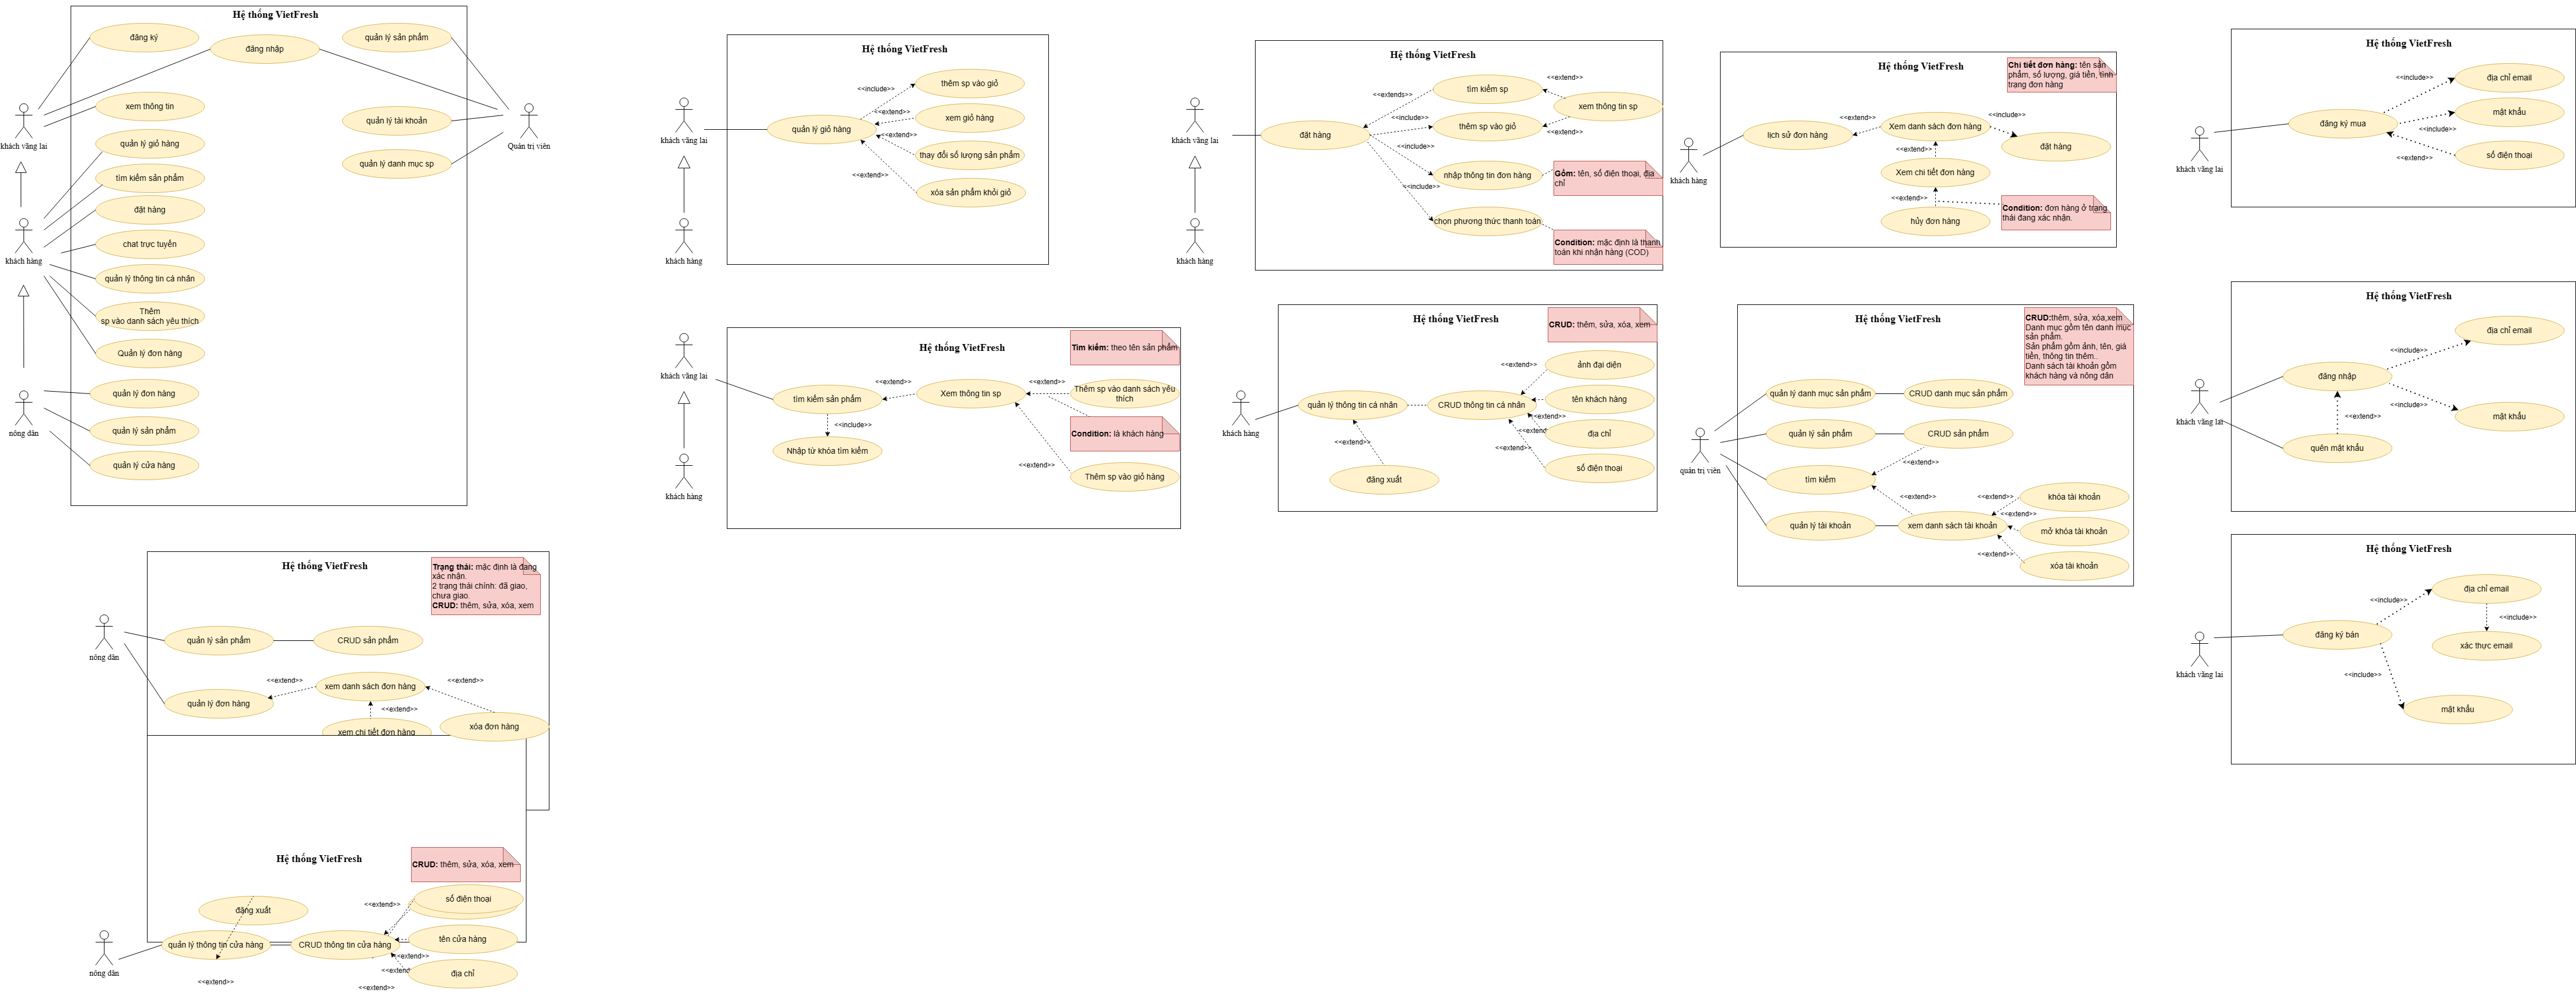 Hệ thống VietFresh
đăng ký
đăng nhập
quản lý sản phẩm
xem thông tin
quản lý tài khoản
quản lý giỏ hàng
quản lý danh mục sp
tìm kiếm sản phẩm
đặt hàng
chat trực tuyến
quản lý thông tin cá nhân
Thêm
sp vào danh sách yêu thích
Quản lý đơn hàng
quản lý đơn hàng
quản lý sản phẩm
quản lý cửa hàng
khách vãng lai
khách hàng
nông dân
Quản trị viên
Hệ thống VietFresh
thêm sp vào giỏ
<<include>>
xem giỏ hàng
<<extend>>
quản lý giỏ hàng
<<extend>>
thay đổi số lượng sản phẩm
<<extend>>
xóa sản phẩm khỏi giỏ
khách vãng lai
khách hàng
Hệ thống VietFresh
tìm kiếm sp
<<extend>>
<<extends>>
xem thông tin sp
<<include>>
thêm sp vào giỏ
<<extend>>
đặt hàng
<<include>>
nhập thông tin đơn hàng
Gồm: tên, số điện thoại, địa
chỉ
<<include>>
chọn phương thức thanh toán
Condition: mặc định là thanh
toán khi nhận hàng (COD)
khách vãng lai
khách hàng
Hệ thống VietFresh
Chi tiết đơn hàng: tên sản
phẩm, số lượng, giá tiền, tình
trạng đơn hàng
lịch sử đơn hàng
<<extend>>
Xem danh sách đơn hàng
<<include>>
đặt hàng
<<extend>>
Xem chi tiết đơn hàng
<<extend>>
hủy đơn hàng
Condition: đơn hàng ở trạng
thái đang xác nhận.
khách hàng
Hệ thống VietFresh
địa chỉ email
<<include>>
mật khẩu
đăng ký mua
<<include>>
số điện thoại
<<extend>>
khách vãng lai
Hệ thống VietFresh
Tìm kiếm: theo tên sản phẩm
tìm kiếm sản phẩm
<<extend>>
Xem thông tin sp
<<extend>>
Thêm sp vào danh sách yêu
thích
<<include>>
Condition: là khách hàng
Nhập từ khóa tìm kiếm
<<extend>>
Thêm sp vào giỏ hàng
khách vãng lai
khách hàng
Hệ thống VietFresh
CRUD: thêm, sửa, xóa, xem
<<extend>>
ảnh đại diện
tên khách hàng
quản lý thông tin cá nhân
CRUD thông tin cá nhân
<<extend>>
<<extend>>
địa chỉ
<<extend>>
<<extend>>
số điện thoại
đăng xuất
khách hàng
Hệ thống VietFresh
CRUD:thêm, sửa, xóa,xem
Danh mục gồm tên danh mục
sản phẩm.
Sản phẩm gồm ảnh, tên, giá
tiền, thông tin thêm..
Danh sách tài khoản gồm
khách hàng và nông dân
quản lý danh mục sản phẩm
CRUD danh mục sản phẩm
quản lý sản phẩm
CRUD sản phẩm
<<extend>>
tìm kiếm
<<extend>>
<<extend>>
khóa tài khoản
<<extend>>
quản lý tài khoản
xem danh sách tài khoản
mở khóa tài khoản
<<extend>>
xóa tài khoản
quản trị viên
Hệ thống VietFresh
địa chỉ email
<<include>>
đăng nhập
<<include>>
mật khẩu
<<extend>>
quên mật khẩu
khách vãng lai
Hệ thống VietFresh
địa chỉ email
<<include>>
<<include>>
đăng ký bán
xác thực email
<<include>>
mật khẩu
khách vãng lai
Hệ thống VietFresh
Trạng thái: mặc định là đang
xác nhận.
2 trạng thái chính: đã giao,
chưa giao.
CRUD: thêm, sửa, xóa, xem
quản lý sản phẩm
CRUD sản phẩm
<<extend>>
xem danh sách đơn hàng
<<extend>>
quản lý đơn hàng
<<extend>>
xóa đơn hàng
xem chi tiết đơn hàng
nông dân
Hệ thống VietFresh
CRUD: thêm, sửa, xóa, xem
số điện thoại
<<extend>>
đăng xuất
tên cửa hàng
quản lý thông tin cửa hàng
CRUD thông tin cửa hàng
<<extend>>
<<extend>>
địa chỉ
<<extend>>
<<extend>>
nông dân